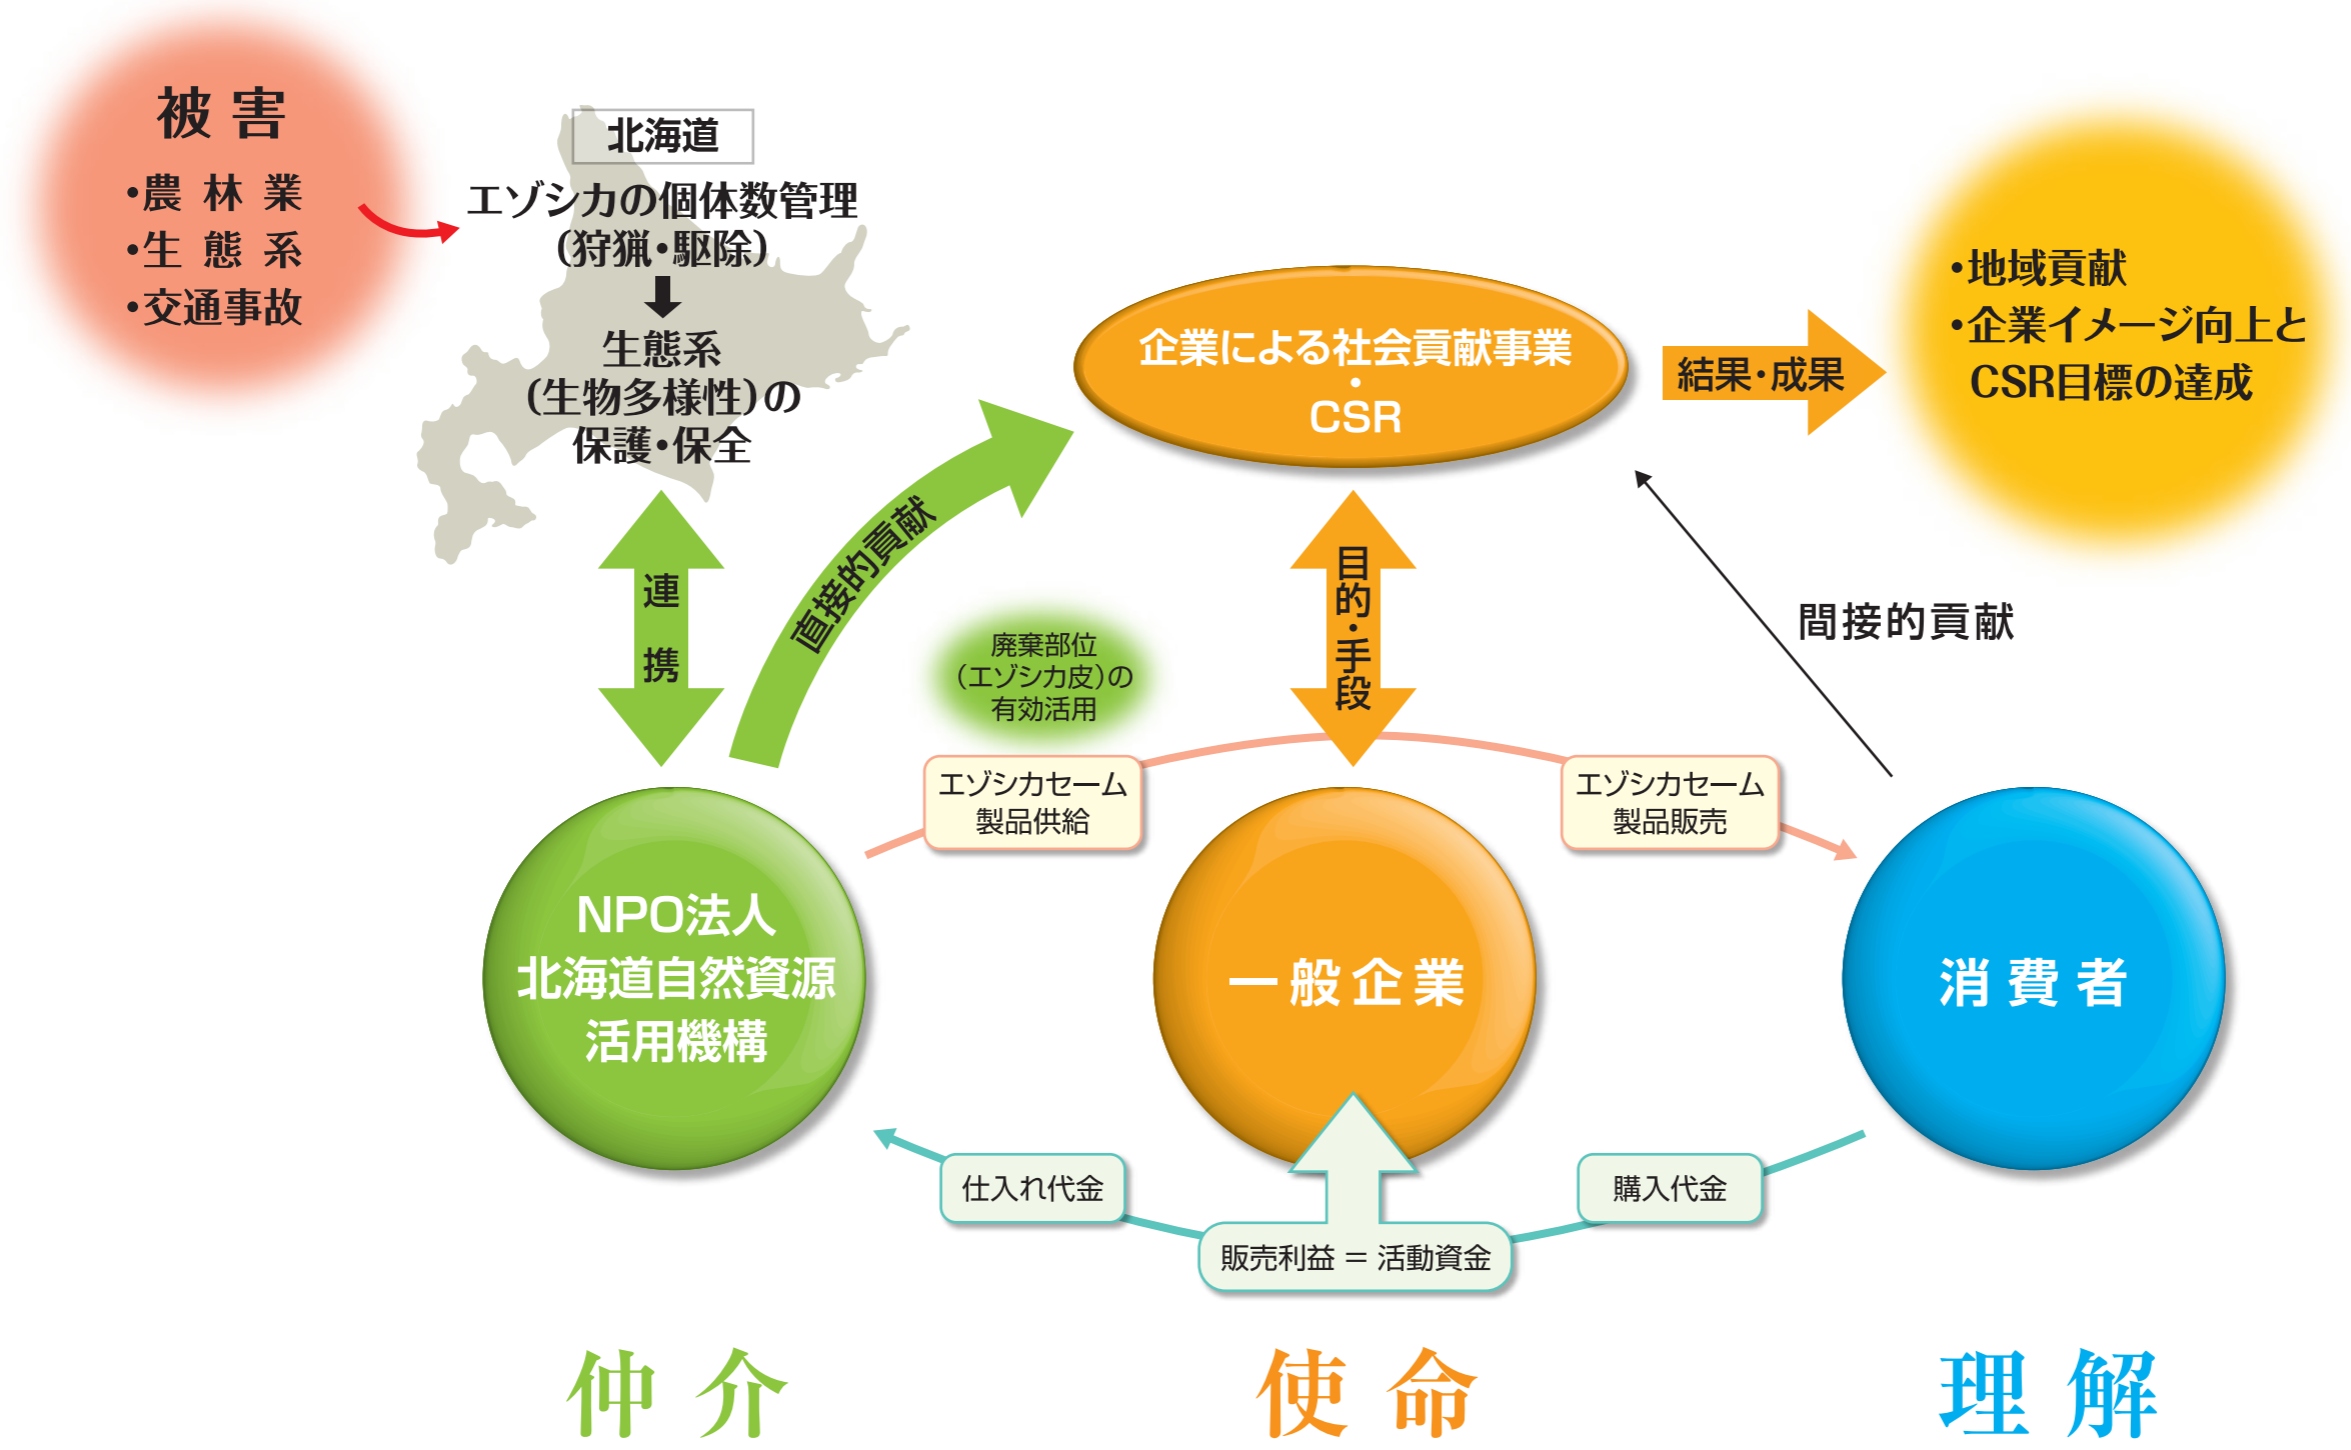 被害
・農林業
・生態系
・交通事故
北海道
エゾシカの個体数管理
(狩猟・駆除)
生態系
(生物多様性)の
保護・保全
企業による社会貢献事業
・
CSR
結果・成果
・地域貢献
・企業イメージ向上と
CSR目標の達成
連携
直接的貢献
廃棄部位
(エゾシカ皮)の
有効活用
目的・手段
間接的貢献
エゾシカセーム
製品供給
エゾシカセーム
製品販売
NPO法人
北海道自然資源
活用機構
一般企業
消費者
仕入れ代金
購入代金
販売利益 = 活動資金
仲介
使命
理解